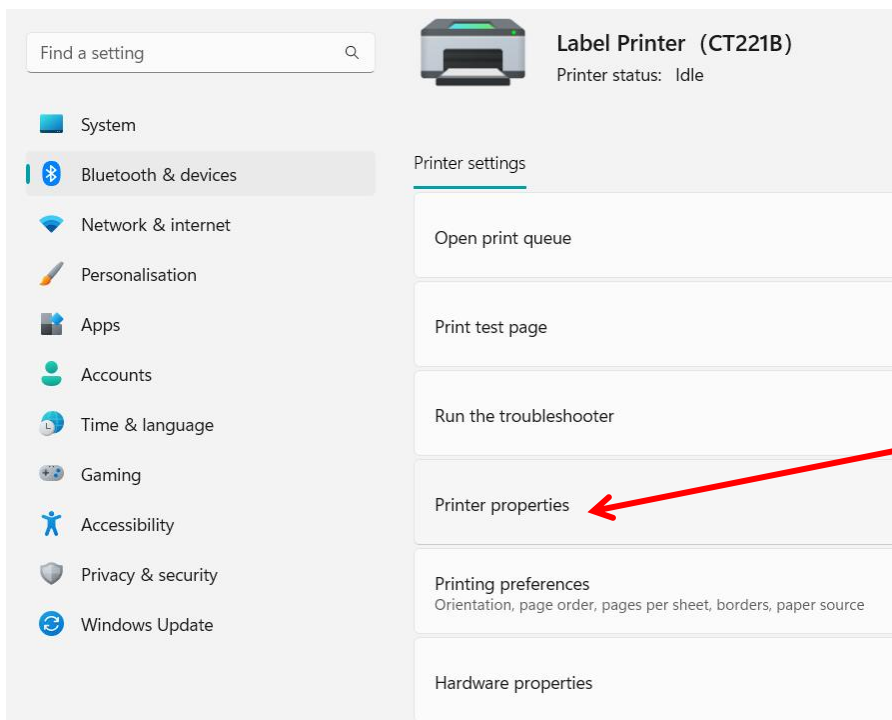 Find a setting
System
Bluetooth & devices
Network & internet
Personalisation
Apps
Accounts
Time & language
Gaming
Accessibility
Privacy & security
Windows Update
Label Printer（CT221B）
Printer status: Idle
Printer settings
Open print queue
Print test page
Run the troubleshooter
Printer properties
Printing preferences
Orientation, page order, pages per sheet, borders, paper source
Hardware properties